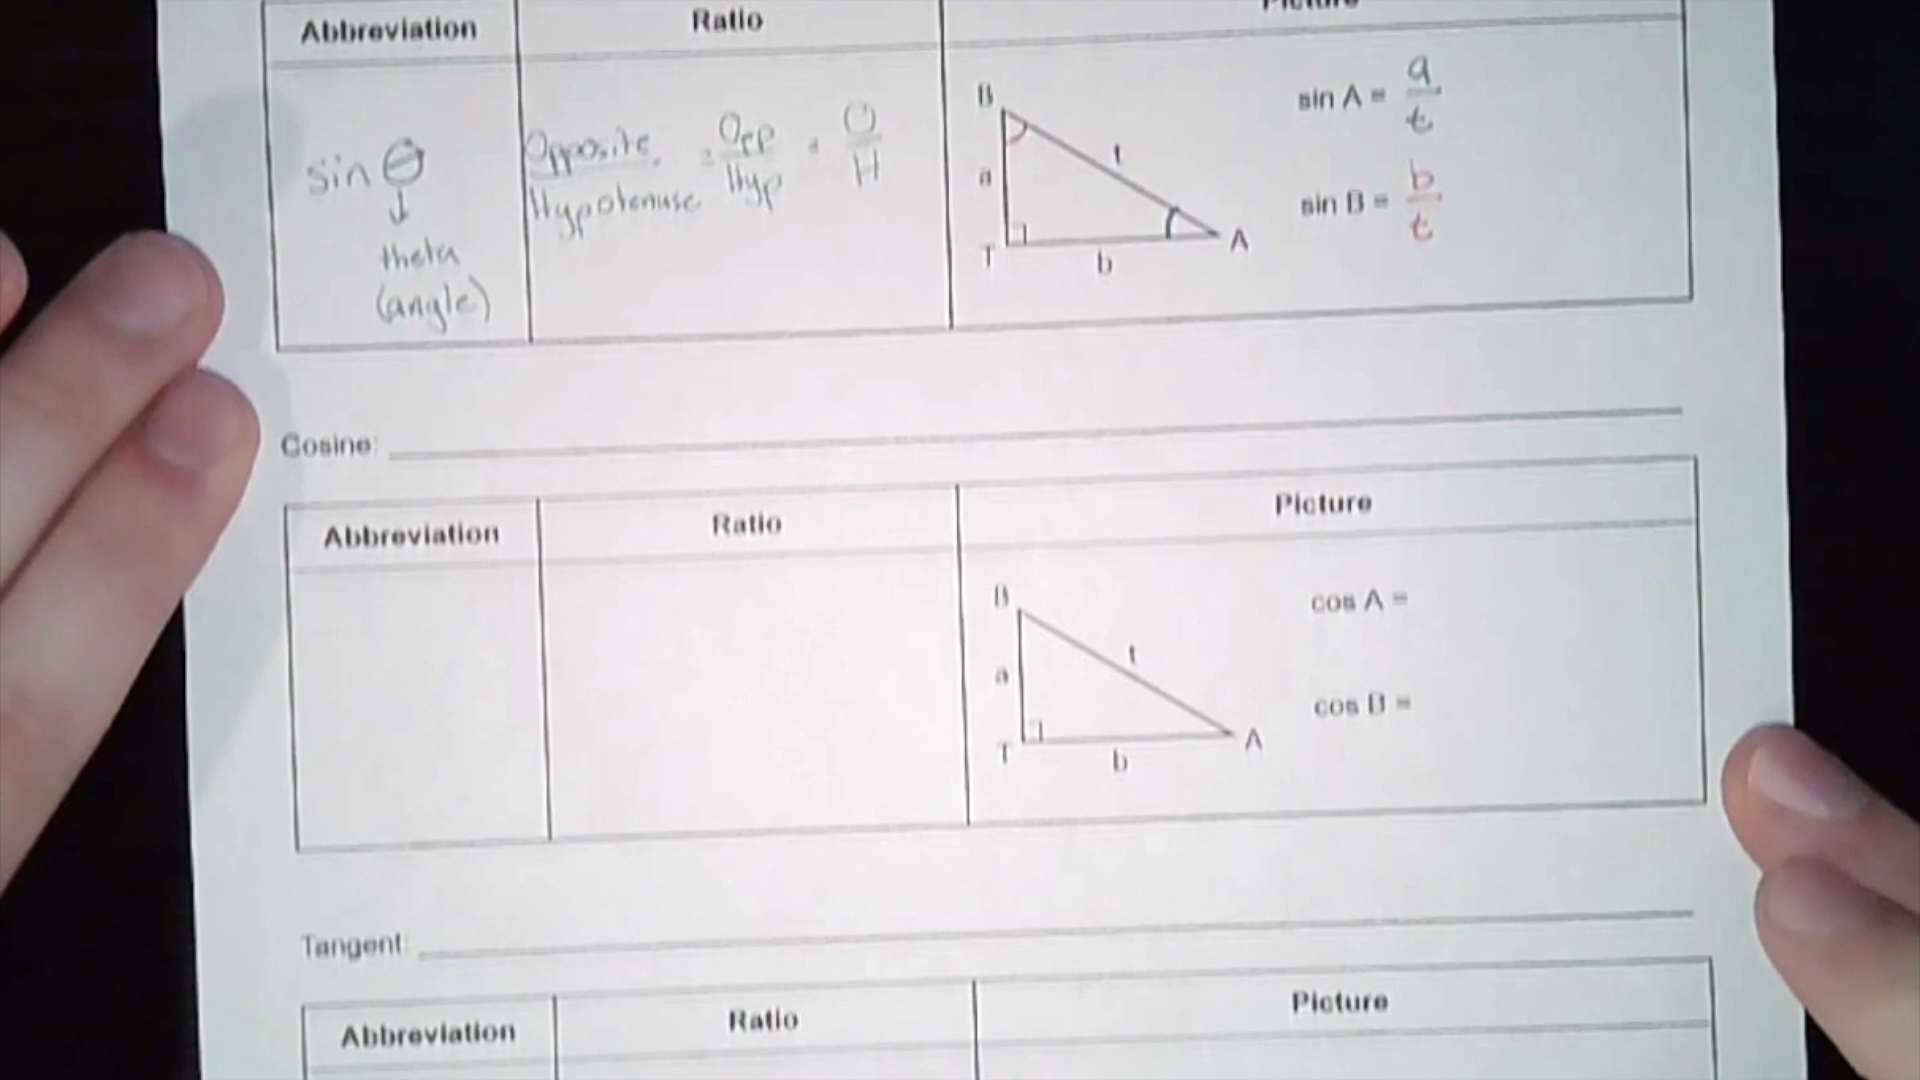 Abbreviation Ratio Picture
sin θ
↓
theta
(angle)
Opposite = Opp = O
Hypotenuse Hyp H
B
a
t
T
b
A
sin A = a/t
sin B = b/t
Cosine:
Abbreviation Ratio Picture
B
a
t
T
b
A
cos A =
cos B =
Tangent:
Abbreviation Ratio Picture